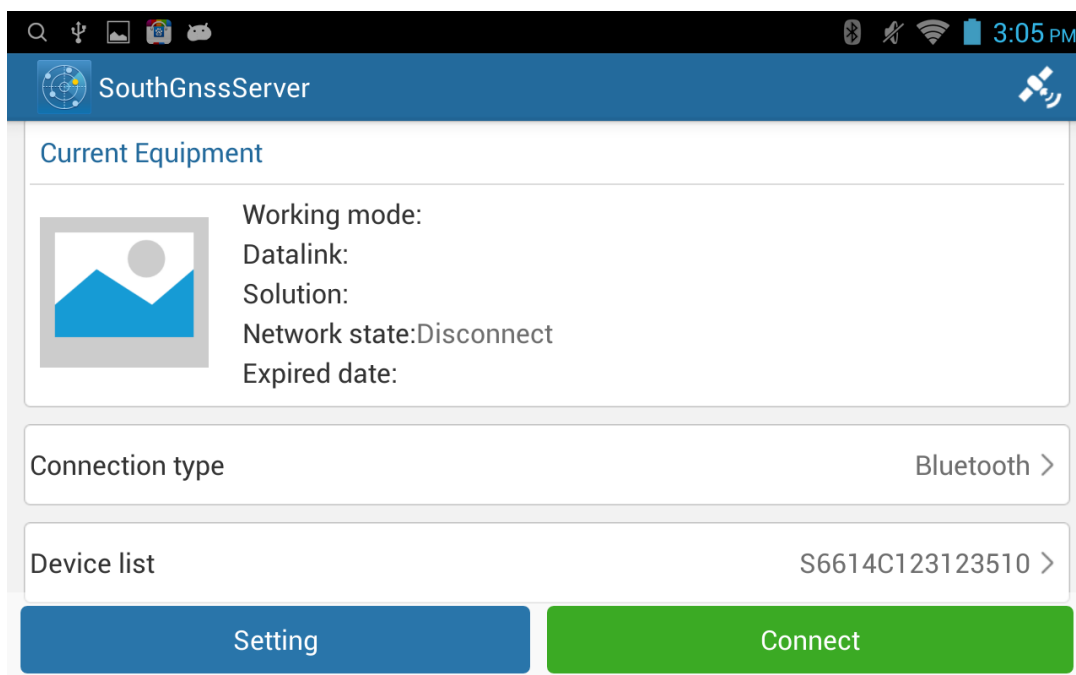 3:05 PM
SouthGnssServer
Current Equipment
Working mode:
Datalink:
Solution:
Network state:Disconnect
Expired date:
Connection type Bluetooth
Device list S6614C123123510
Setting Connect